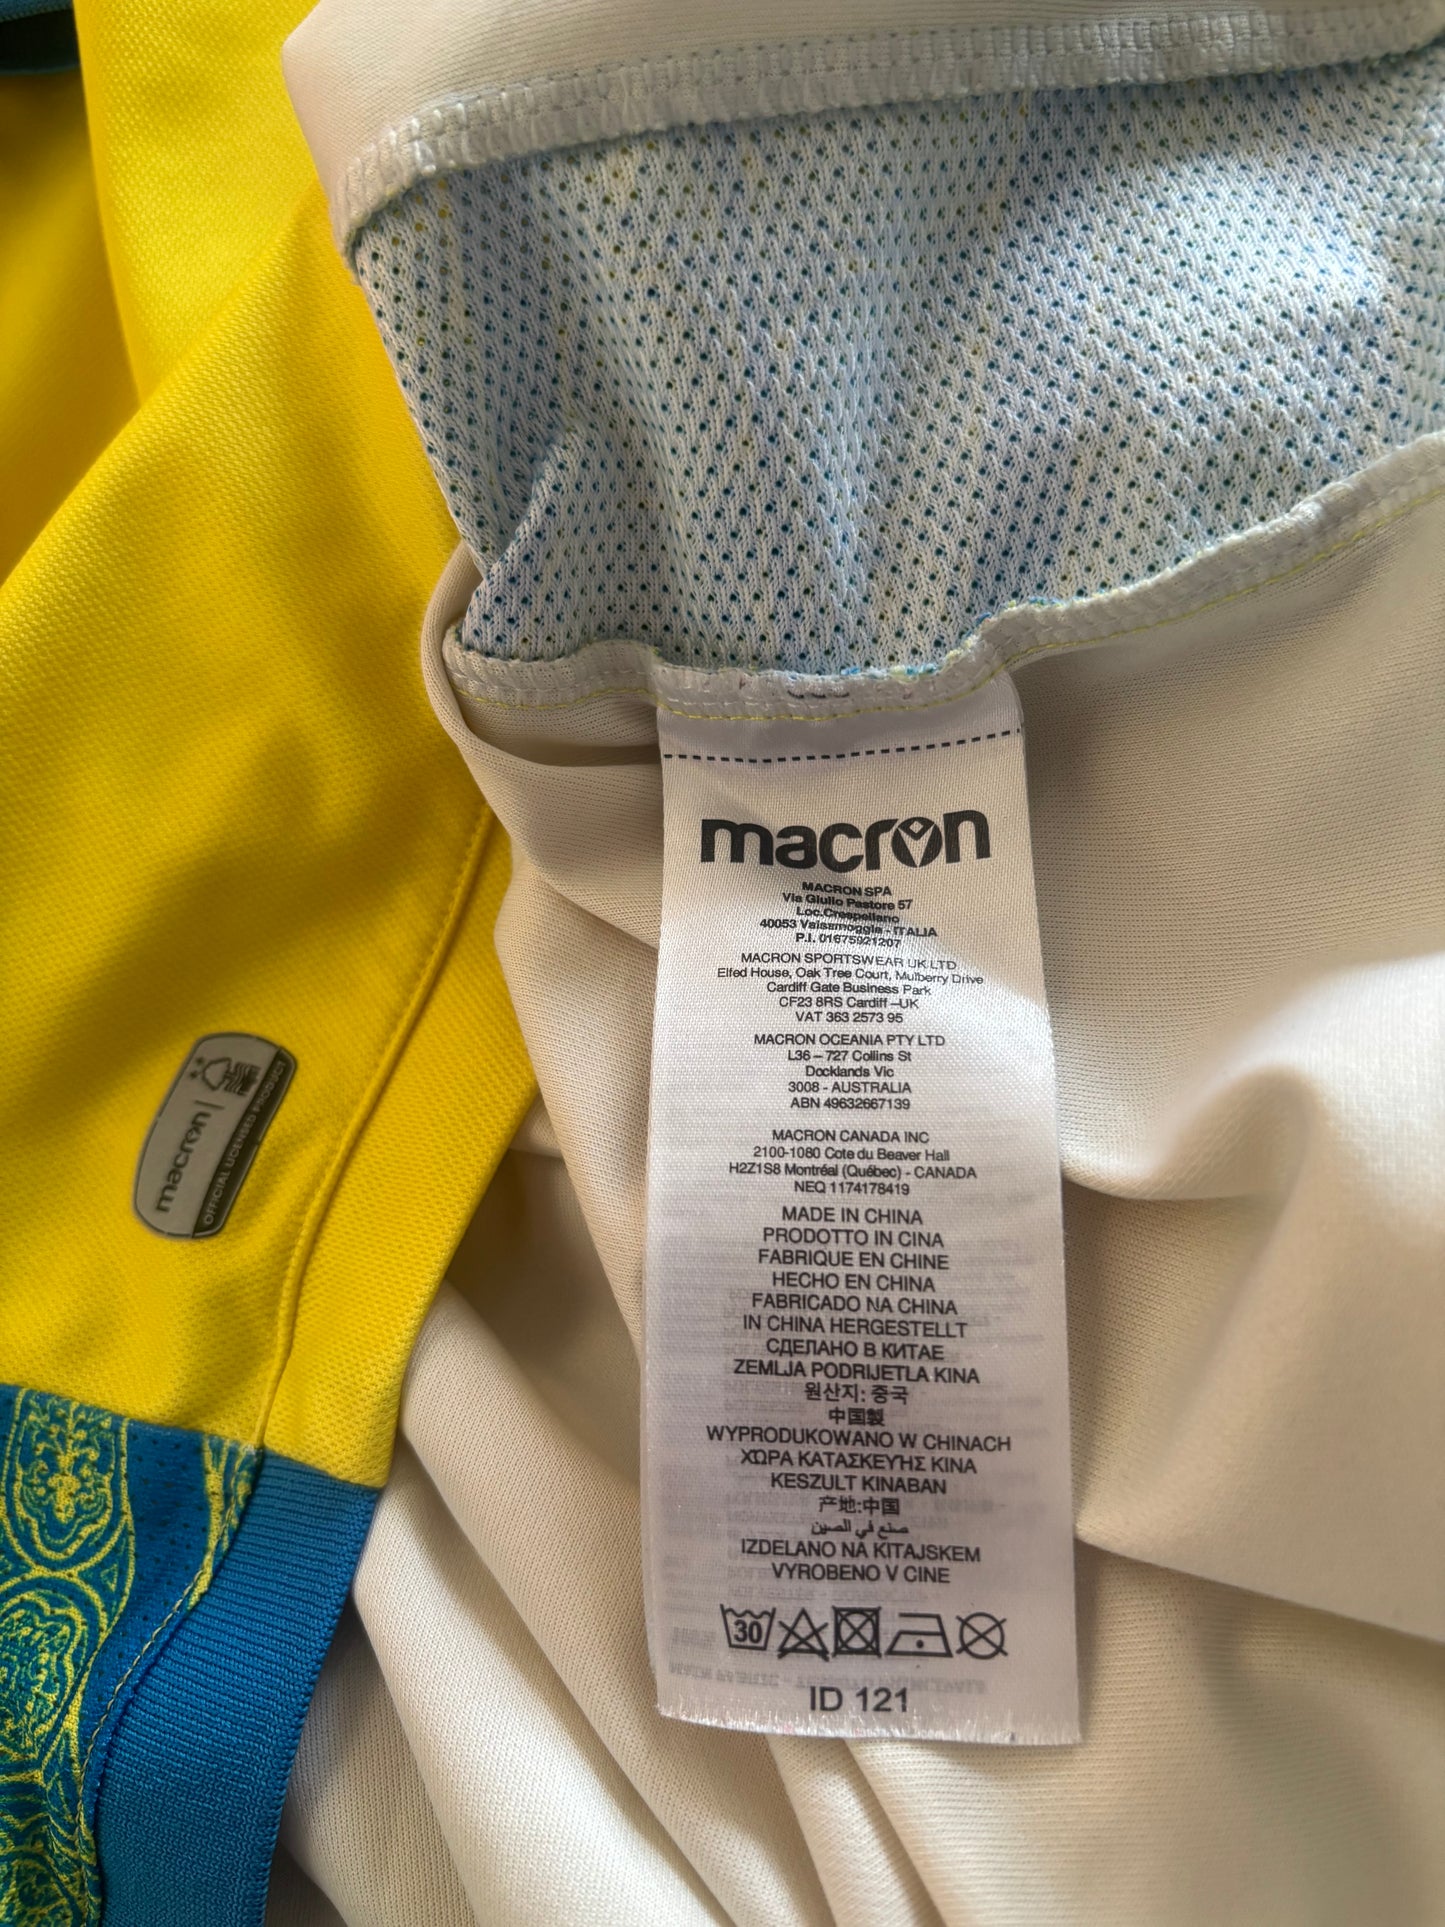 macron
MACRON SPA
Via Giulio Pastore 57
Loc.Crespellano
40053 Valsamoggia - ITALIA
P.I. 01675921207
MACRON SPORTSWEAR UK LTD
Elfed House, Oak Tree Court, Mulberry Drive
Cardiff Gate Business Park
CF23 8RS Cardiff –UK
VAT 363 2573 95
MACRON OCEANIA PTY LTD
L36 – 727 Collins St
Docklands Vic
3008 - AUSTRALIA
ABN 49632667139
MACRON CANADA INC
2100-1080 Cote du Beaver Hall
H2Z1S8 Montréal (Québec) - CANADA
NEQ 1174178419
MADE IN CHINA
PRODOTTO IN CINA
FABRIQUE EN CHINE
HECHO EN CHINA
FABRICADO NA CHINA
IN CHINA HERGESTELLT
СДЕЛАНО В КИТАЕ
ZEMLJA PODRIJETLA KINA
원산지: 중국
中国製
WYPRODUKOWANO W CHINACH
ΧΩΡΑ ΚΑΤΑΣΚΕΥΗΣ ΚΙΝΑ
KESZULT KINABAN
产地:中国
صنع في الصين
IZDELANO NA KITAJSKEM
VYROBENO V CINE
30
ID 121
macron
OFFICIAL LICENSED PRODUCT